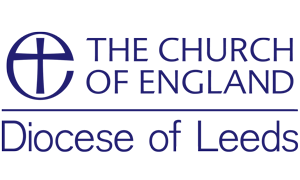 THE CHURCH
OF ENGLAND
Diocese of Leeds